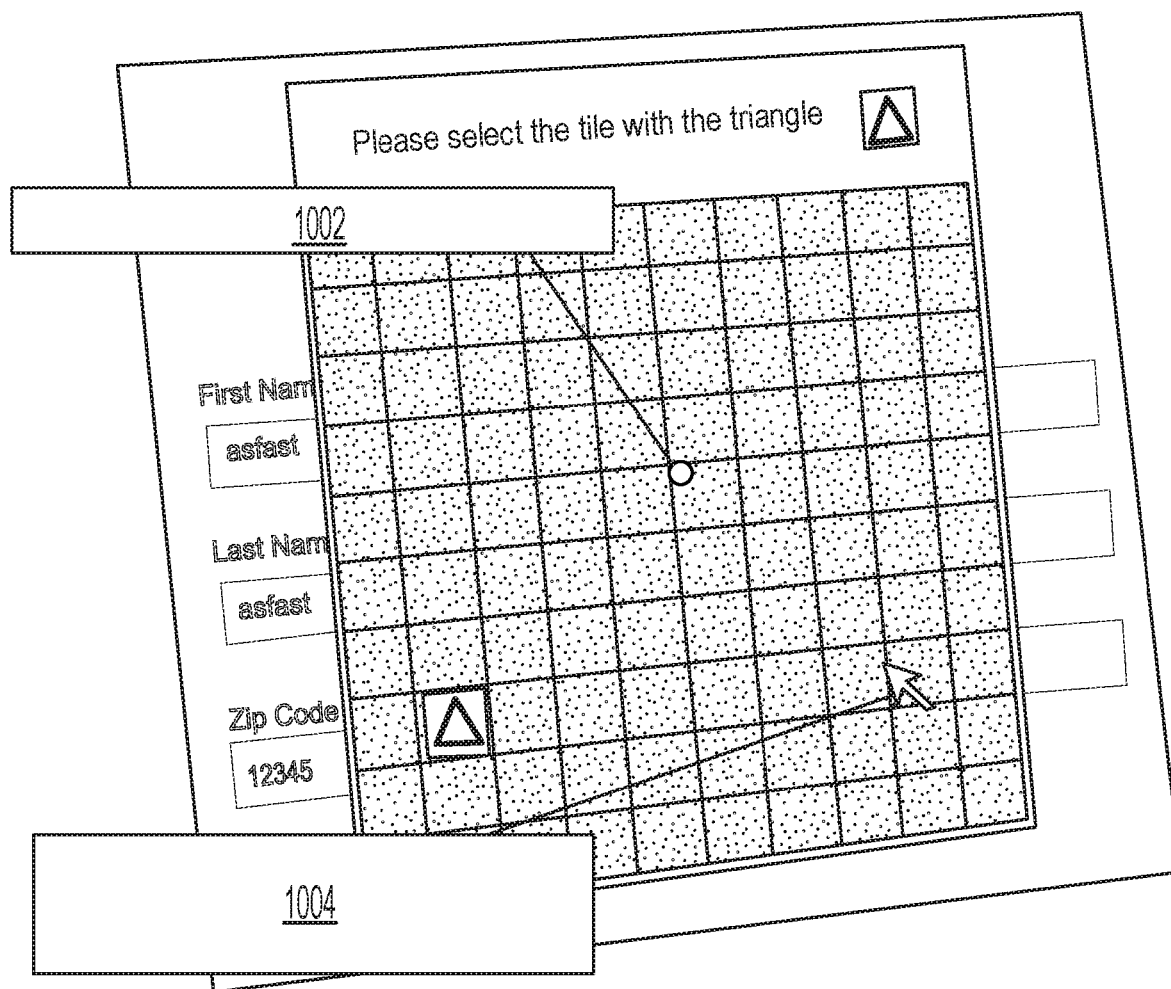 Please select the tile with the triangle
1002
First Nam
asfast
Last Nam
asfast
Zip Code
12345
1004